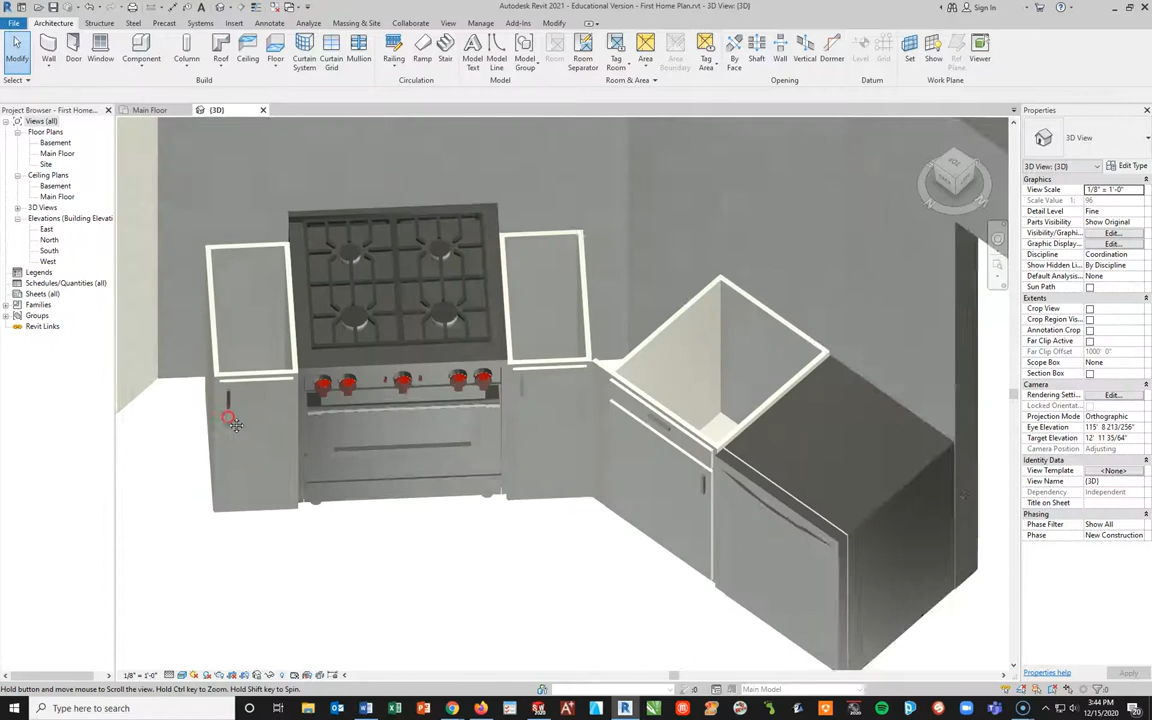 Autodesk Revit 2021 - Educational Version - First Home Plan.rvt - 3D View: {3D}
Sign In
File Architecture Structure Steel Precast Systems Insert Annotate Analyze Massing & Site Collaborate View Manage Add-Ins Modify
Modify Wall Door Window Component Column Roof Ceiling Floor Curtain System Curtain Grid Mullion Railing Ramp Stair Model Text Model Line Model Group Room Room Separator Tag Room Area Area Boundary Tag Area By Face Shaft Wall Vertical Dormer Level Grid Set Show Ref Plane Viewer
Select Build Circulation Model Room & Area Opening Datum Work Plane
Project Browser - First Home...
Main Floor
{3D}
Properties
Views (all)
Floor Plans
Basement
Main Floor
Site
Ceiling Plans
Basement
Main Floor
3D Views
Elevations (Building Elevati
East
North
South
West
Legends
Schedules/Quantities (all)
Sheets (all)
Families
Groups
Revit Links
TOP
3D View
3D View: {3D}
Edit Type
Graphics
View Scale 1/8" = 1'-0"
Scale Value 1: 96
Detail Level Fine
Parts Visibility Show Original
Visibility/Graphi... Edit...
Graphic Display... Edit...
Discipline Coordination
Show Hidden Li... By Discipline
Default Analysis... None
Sun Path
Extents
Crop View
Crop Region Vis...
Annotation Crop
Far Clip Active
Far Clip Offset 1000' 0"
Scope Box None
Section Box
Camera
Rendering Setti... Edit...
Locked Orientat...
Projection Mode Orthographic
Eye Elevation 115' 8 213/256"
Target Elevation 12' 11 35/64"
Camera Position Adjusting
Identity Data
View Template <None>
View Name {3D}
Dependency Independent
Title on Sheet
Phasing
Phase Filter Show All
Phase New Construction
Properties help
Apply
1/8" = 1'-0"
Hold button and move mouse to Scroll the view. Hold Ctrl key to Zoom. Hold Shift key to Spin.
:0
Main Model
:0
Type here to search
3:44 PM
12/15/2020